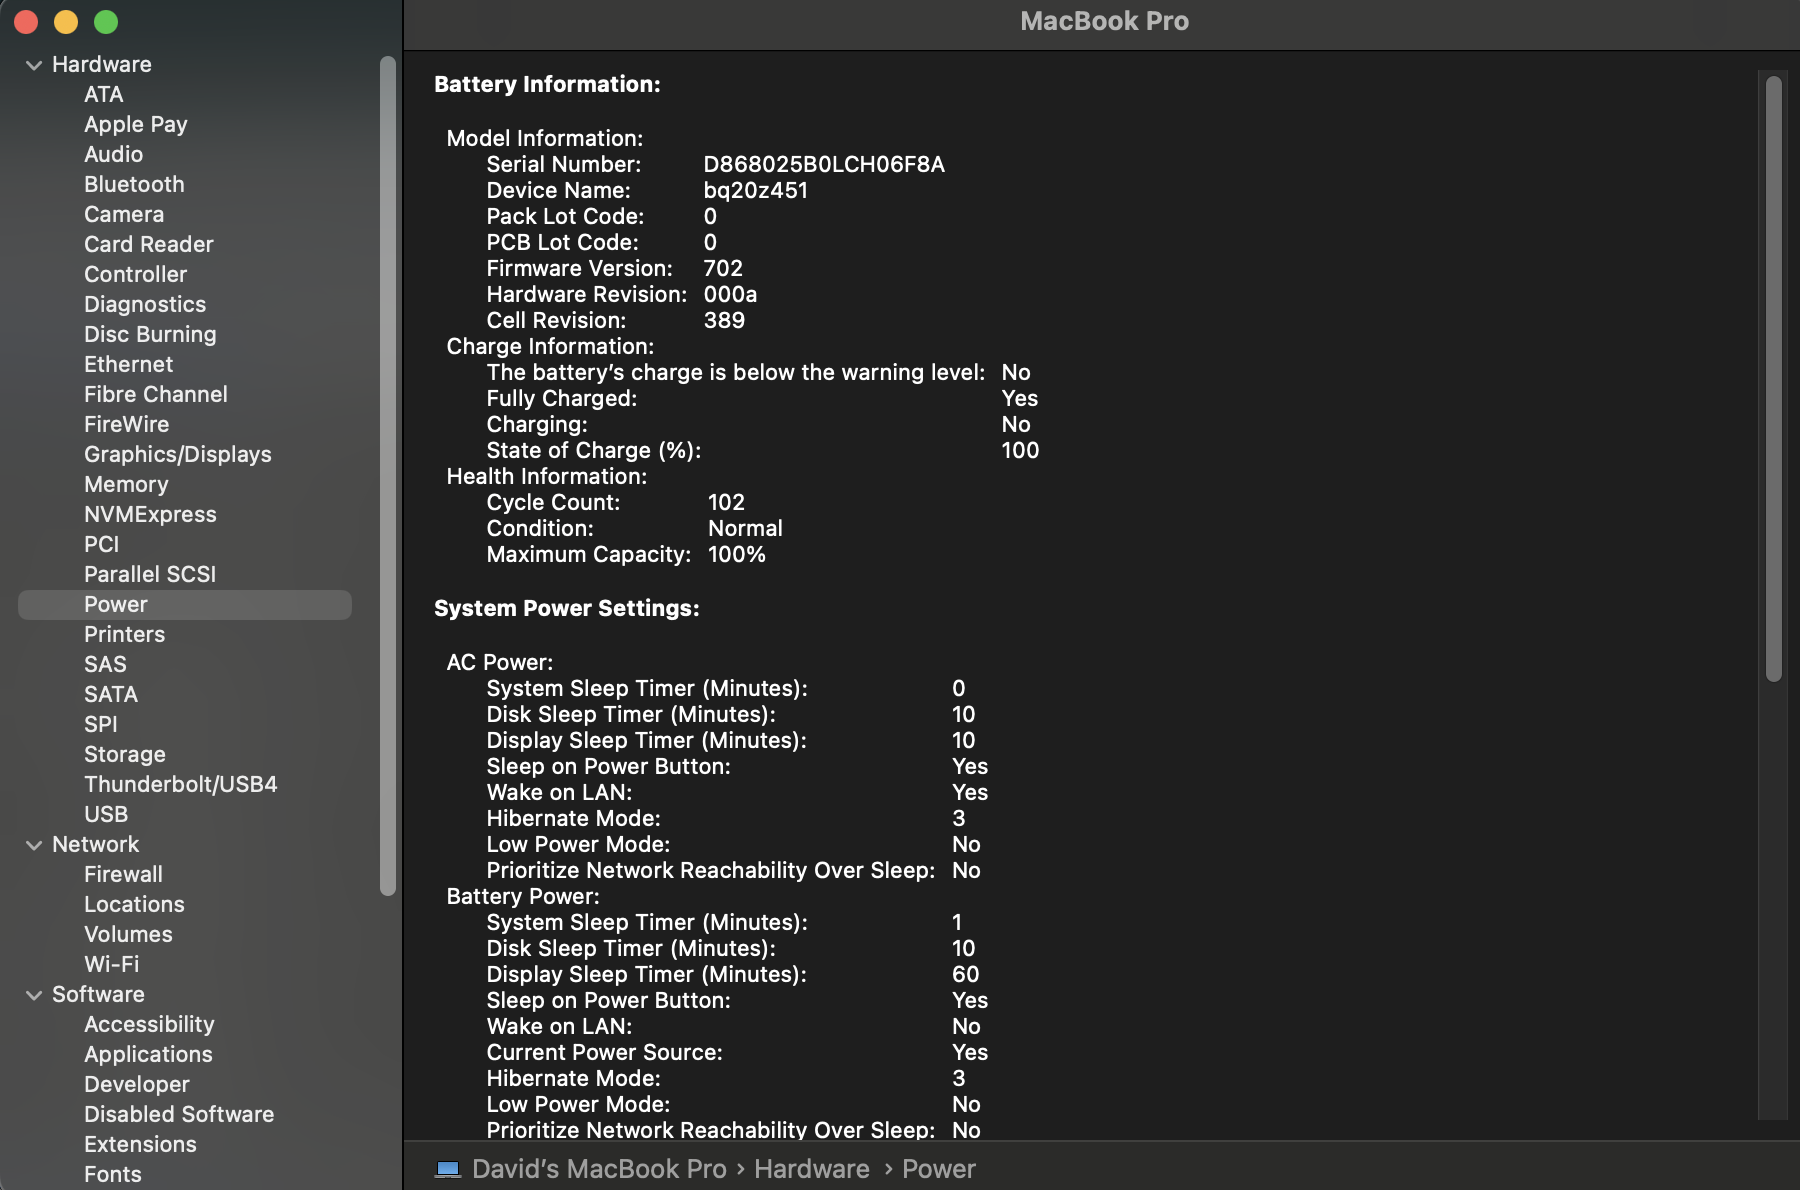 MacBook Pro
Hardware
ATA
Apple Pay
Audio
Bluetooth
Camera
Card Reader
Controller
Diagnostics
Disc Burning
Ethernet
Fibre Channel
FireWire
Graphics/Displays
Memory
NVMExpress
PCI
Parallel SCSI
Power
Printers
SAS
SATA
SPI
Storage
Thunderbolt/USB4
USB
Network
Firewall
Locations
Volumes
Wi-Fi
Software
Accessibility
Applications
Developer
Disabled Software
Extensions
Fonts
Battery Information:
Model Information:
Serial Number: D868025B0LCH06F8A
Device Name: bq20z451
Pack Lot Code: 0
PCB Lot Code: 0
Firmware Version: 702
Hardware Revision: 000a
Cell Revision: 389
Charge Information:
The battery’s charge is below the warning level: No
Fully Charged: Yes
Charging: No
State of Charge (%): 100
Health Information:
Cycle Count: 102
Condition: Normal
Maximum Capacity: 100%
System Power Settings:
AC Power:
System Sleep Timer (Minutes): 0
Disk Sleep Timer (Minutes): 10
Display Sleep Timer (Minutes): 10
Sleep on Power Button: Yes
Wake on LAN: Yes
Hibernate Mode: 3
Low Power Mode: No
Prioritize Network Reachability Over Sleep: No
Battery Power:
System Sleep Timer (Minutes): 1
Disk Sleep Timer (Minutes): 10
Display Sleep Timer (Minutes): 60
Sleep on Power Button: Yes
Wake on LAN: No
Current Power Source: Yes
Hibernate Mode: 3
Low Power Mode: No
Prioritize Network Reachability Over Sleep: No
David’s MacBook Pro › Hardware › Power